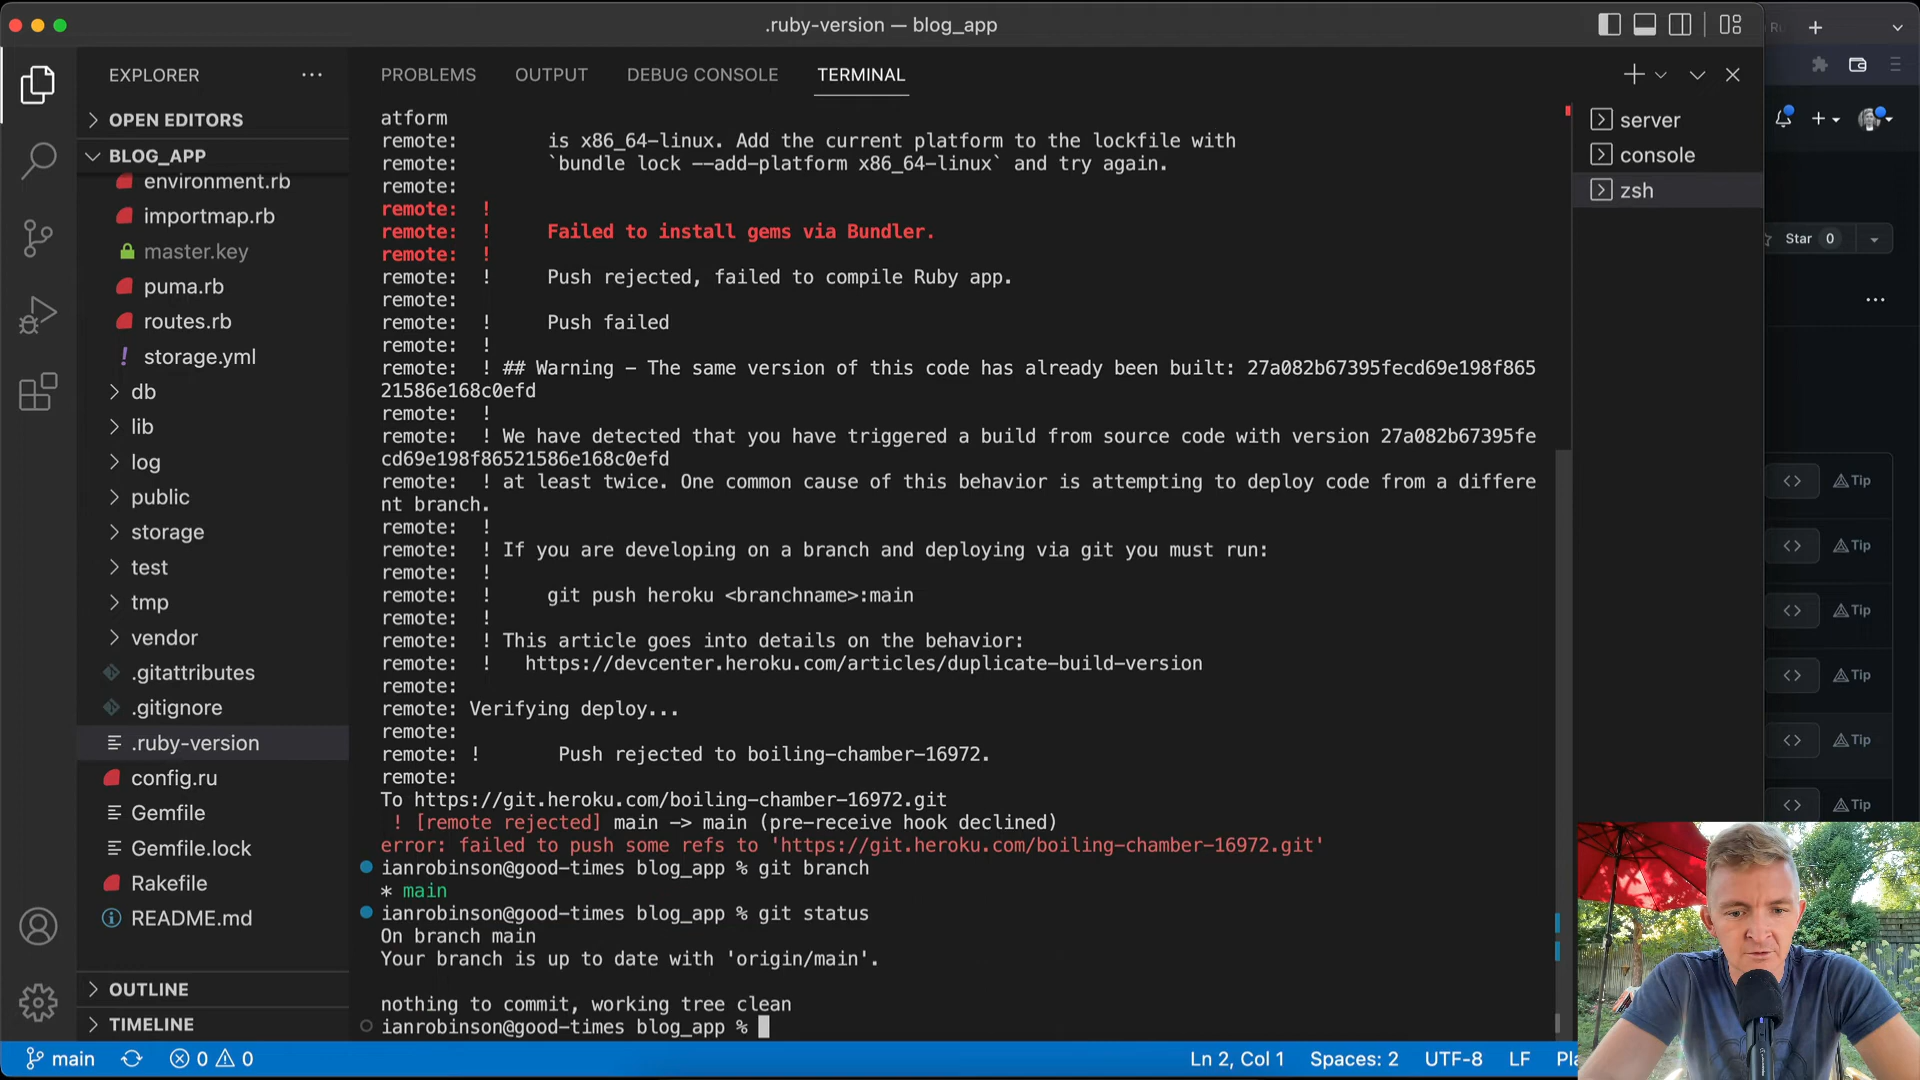 .ruby-version — blog_app
EXPLORER
PROBLEMS OUTPUT DEBUG CONSOLE TERMINAL
OPEN EDITORS
BLOG_APP
environment.rb
importmap.rb
master.key
puma.rb
routes.rb
storage.yml
db
lib
log
public
storage
test
tmp
vendor
.gitattributes
.gitignore
.ruby-version
config.ru
Gemfile
Gemfile.lock
Rakefile
README.md
OUTLINE
TIMELINE
atform
remote: is x86_64-linux. Add the current platform to the lockfile with
remote: `bundle lock --add-platform x86_64-linux` and try again.
remote:
remote: !
remote: ! Failed to install gems via Bundler.
remote: !
remote: ! Push rejected, failed to compile Ruby app.
remote:
remote: ! Push failed
remote: !
remote: ! ## Warning - The same version of this code has already been built: 27a082b67395fecd69e198f865
21586e168c0efd
remote: !
remote: ! We have detected that you have triggered a build from source code with version 27a082b67395fe
cd69e198f86521586e168c0efd
remote: ! at least twice. One common cause of this behavior is attempting to deploy code from a differe
nt branch.
remote: !
remote: ! If you are developing on a branch and deploying via git you must run:
remote: !
remote: ! git push heroku <branchname>:main
remote: !
remote: ! This article goes into details on the behavior:
remote: ! https://devcenter.heroku.com/articles/duplicate-build-version
remote:
remote: Verifying deploy...
remote:
remote: ! Push rejected to boiling-chamber-16972.
remote:
To https://git.heroku.com/boiling-chamber-16972.git
! [remote rejected] main -> main (pre-receive hook declined)
error: failed to push some refs to 'https://git.heroku.com/boiling-chamber-16972.git'
ianrobinson@good-times blog_app % git branch
* main
ianrobinson@good-times blog_app % git status
On branch main
Your branch is up to date with 'origin/main'.
nothing to commit, working tree clean
ianrobinson@good-times blog_app %
server
console
zsh
Star 0
Tip
Tip
Tip
Tip
Tip
Tip
main 0 0
Ln 2, Col 1 Spaces: 2 UTF-8 LF